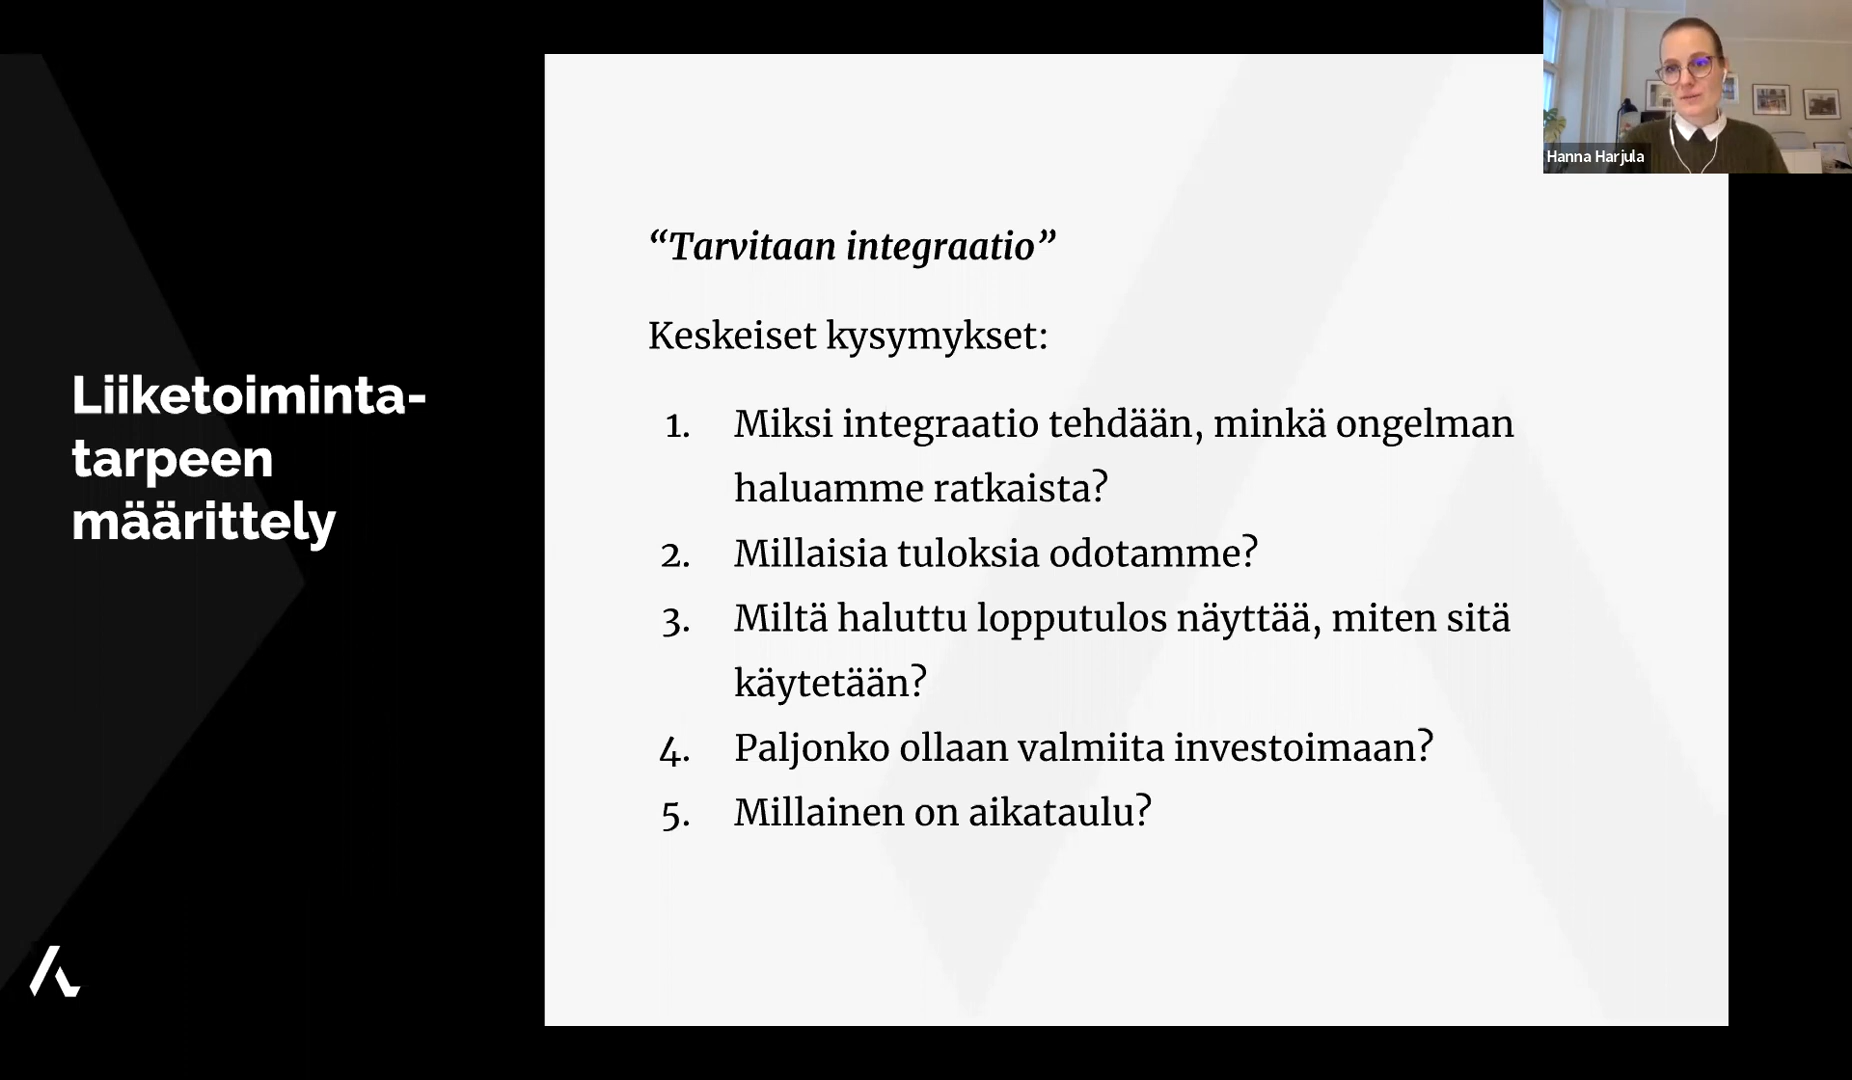 Liiketoiminta-
tarpeen
määrittely
“Tarvitaan integraatio”
Keskeiset kysymykset:
1. Miksi integraatio tehdään, minkä ongelman
haluamme ratkaista?
2. Millaisia tuloksia odotamme?
3. Miltä haluttu lopputulos näyttää, miten sitä
käytetään?
4. Paljonko ollaan valmiita investoimaan?
5. Millainen on aikataulu?
Hanna Harjula